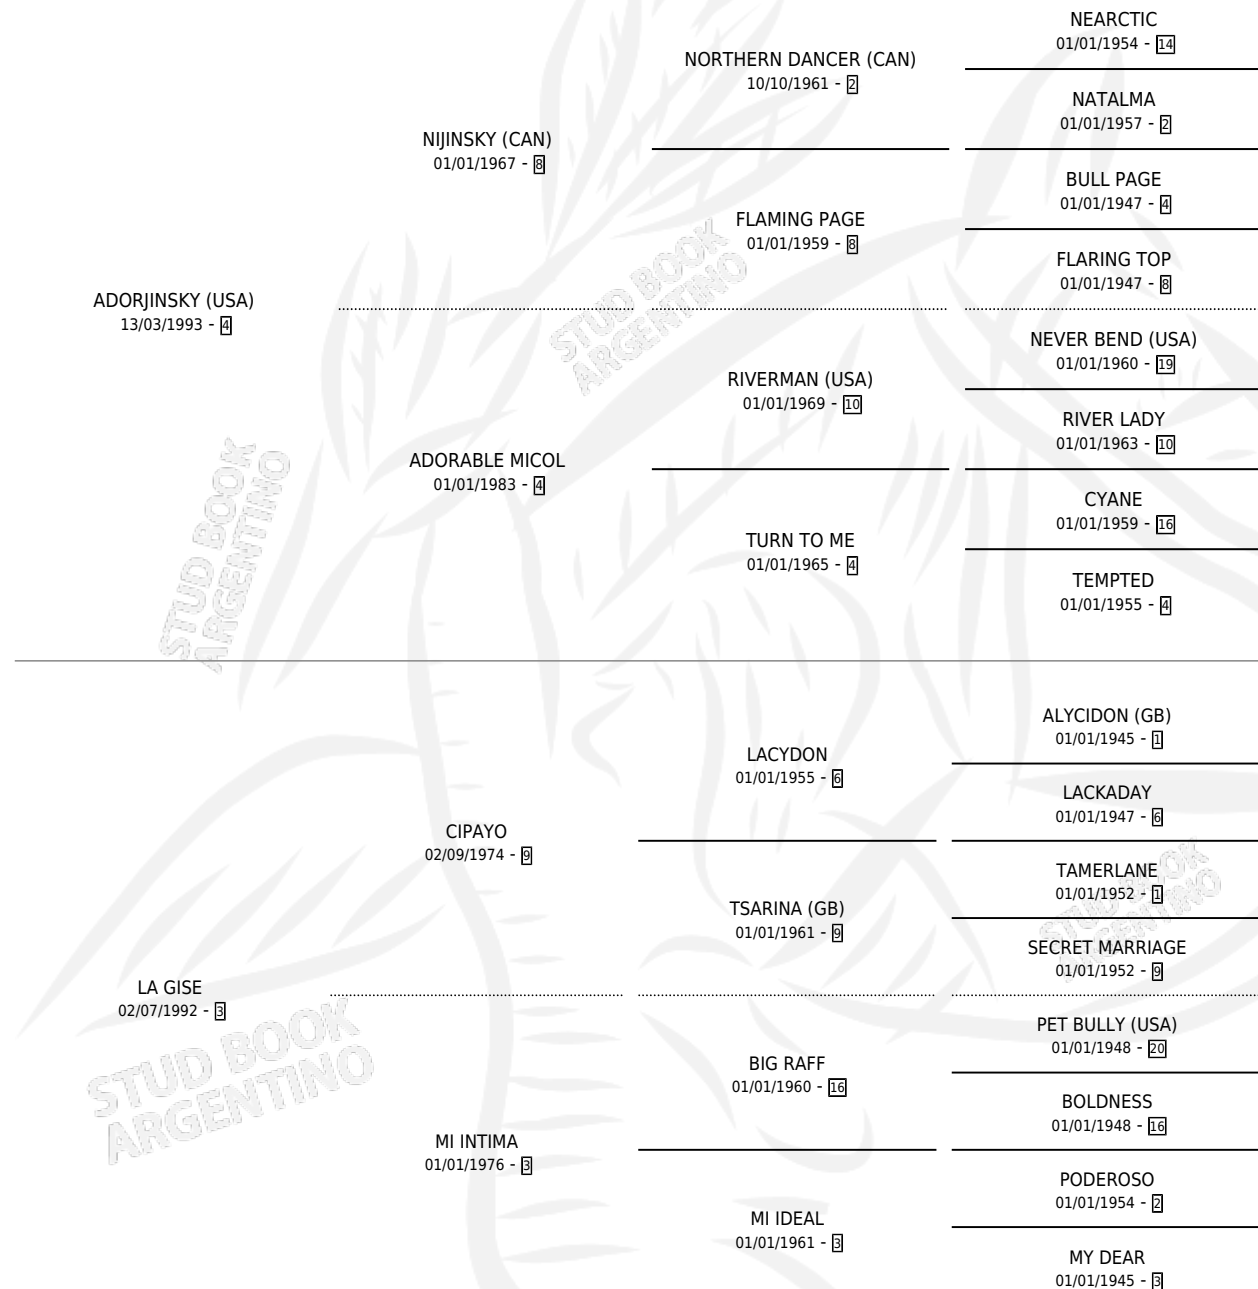 NEARCTIC
01/01/1954 - 14
NORTHERN DANCER (CAN)
10/10/1961 - 2
NATALMA
01/01/1957 - 2
NIJINSKY (CAN)
01/01/1967 - 8
BULL PAGE
01/01/1947 - 4
FLAMING PAGE
01/01/1959 - 8
FLARING TOP
01/01/1947 - 8
ADORJINSKY (USA)
13/03/1993 - 4
NEVER BEND (USA)
01/01/1960 - 19
RIVERMAN (USA)
01/01/1969 - 10
RIVER LADY
01/01/1963 - 10
ADORABLE MICOL
01/01/1983 - 4
CYANE
01/01/1959 - 16
TURN TO ME
01/01/1965 - 4
TEMPTED
01/01/1955 - 4
ALYCIDON (GB)
01/01/1945 - 1
LACYDON
01/01/1955 - 6
LACKADAY
01/01/1947 - 6
CIPAYO
02/09/1974 - 9
TAMERLANE
01/01/1952 - 1
TSARINA (GB)
01/01/1961 - 9
SECRET MARRIAGE
01/01/1952 - 9
LA GISE
02/07/1992 - 3
PET BULLY (USA)
01/01/1948 - 20
BIG RAFF
01/01/1960 - 16
BOLDNESS
01/01/1948 - 16
MI INTIMA
01/01/1976 - 3
PODEROSO
01/01/1954 - 2
MI IDEAL
01/01/1961 - 3
MY DEAR
01/01/1945 - 3
STUD BOOK
ARGENTINO
STUD BOOK
ARGENTINO
STUD BOOK
ARGENTINO
STUD BOOK
ARGENTINO